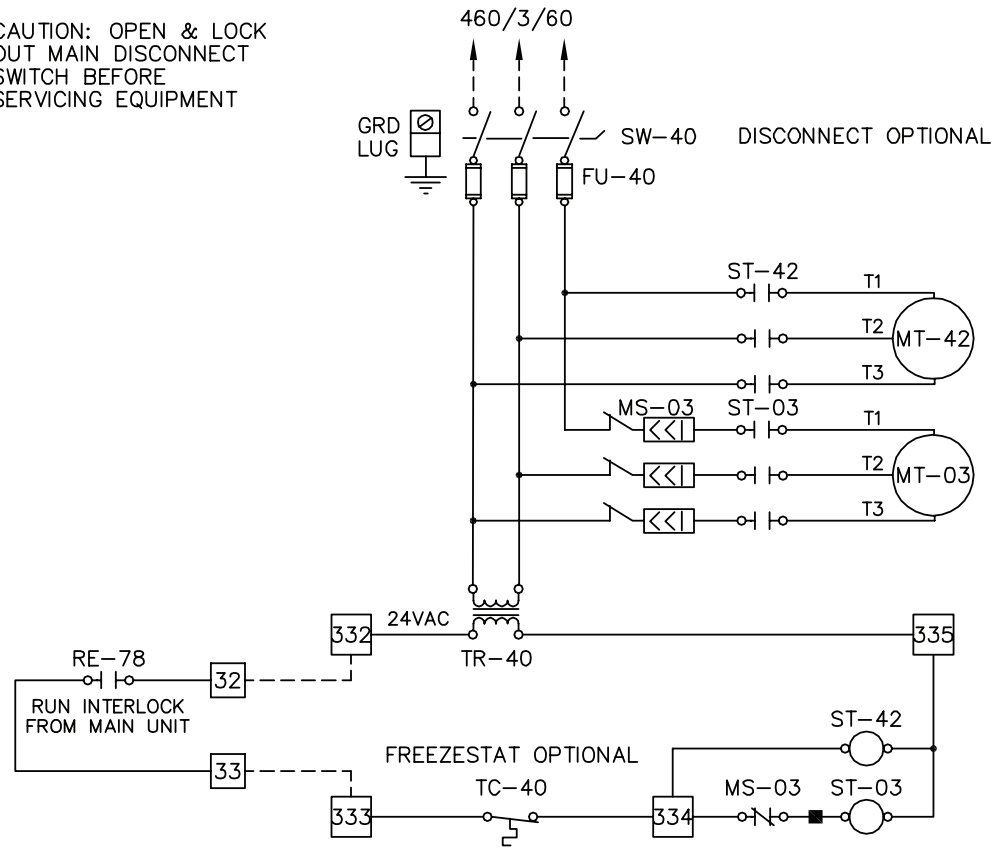 460/3/60
CAUTION: OPEN & LOCK
OUT MAIN DISCONNECT
SWITCH BEFORE
SERVICING EQUIPMENT
GRD
LUG
SW-40
DISCONNECT OPTIONAL
FU-40
ST-42
T1
T2
MT-42
T3
MS-03
ST-03
T1
T2
MT-03
T3
332
24VAC
335
TR-40
RE-78
32
RUN INTERLOCK
FROM MAIN UNIT
33
FREEZESTAT OPTIONAL
ST-42
TC-40
MS-03
ST-03
333
334